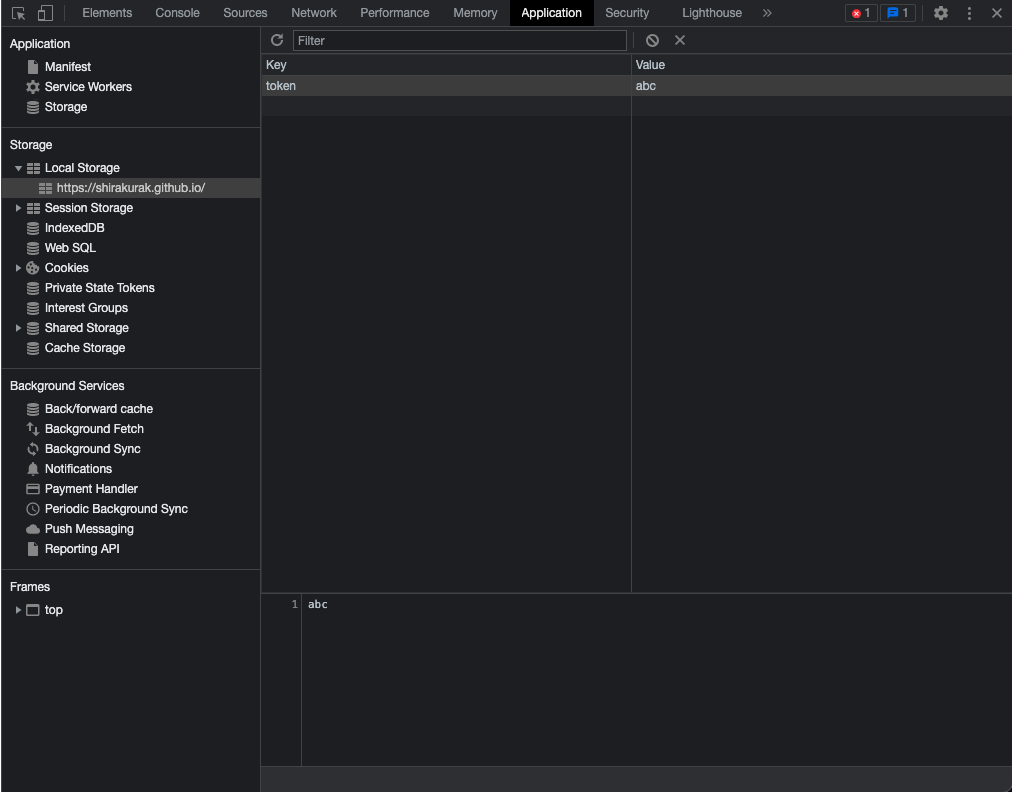 Elements Console Sources Network Performance Memory Application Security Lighthouse » 1 1
Application
Manifest
Service Workers
Storage
Storage
Local Storage
https://shirakurak.github.io/
Session Storage
IndexedDB
Web SQL
Cookies
Private State Tokens
Interest Groups
Shared Storage
Cache Storage
Background Services
Back/forward cache
Background Fetch
Background Sync
Notifications
Payment Handler
Periodic Background Sync
Push Messaging
Reporting API
Frames
top
Filter
Key Value
token abc
1 abc